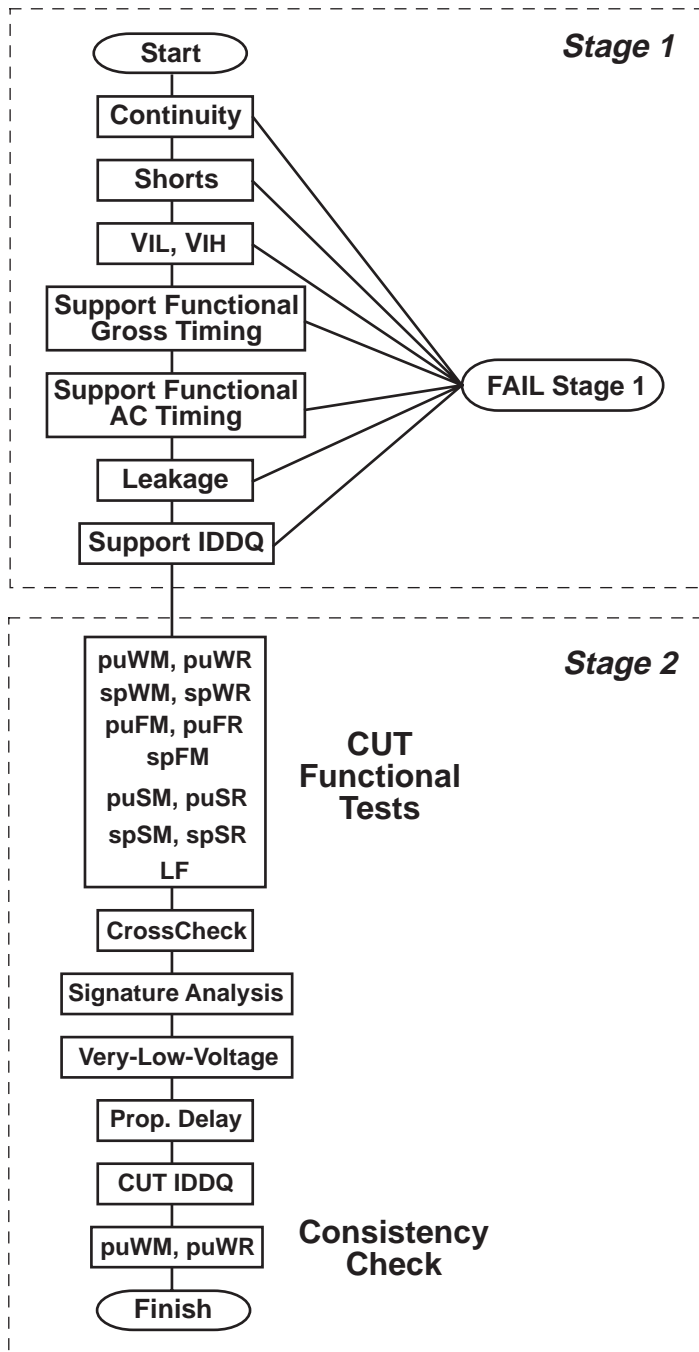 Stage 1
Start
Continuity
Shorts
VIL, VIH
Support Functional
Gross Timing
Support Functional
AC Timing
FAIL Stage 1
Leakage
Support IDDQ
Stage 2
puWM, puWR
spWM, spWR
puFM, puFR
spFM
puSM, puSR
spSM, spSR
LF
CUT
Functional
Tests
CrossCheck
Signature Analysis
Very-Low-Voltage
Prop. Delay
CUT IDDQ
puWM, puWR
Consistency
Check
Finish